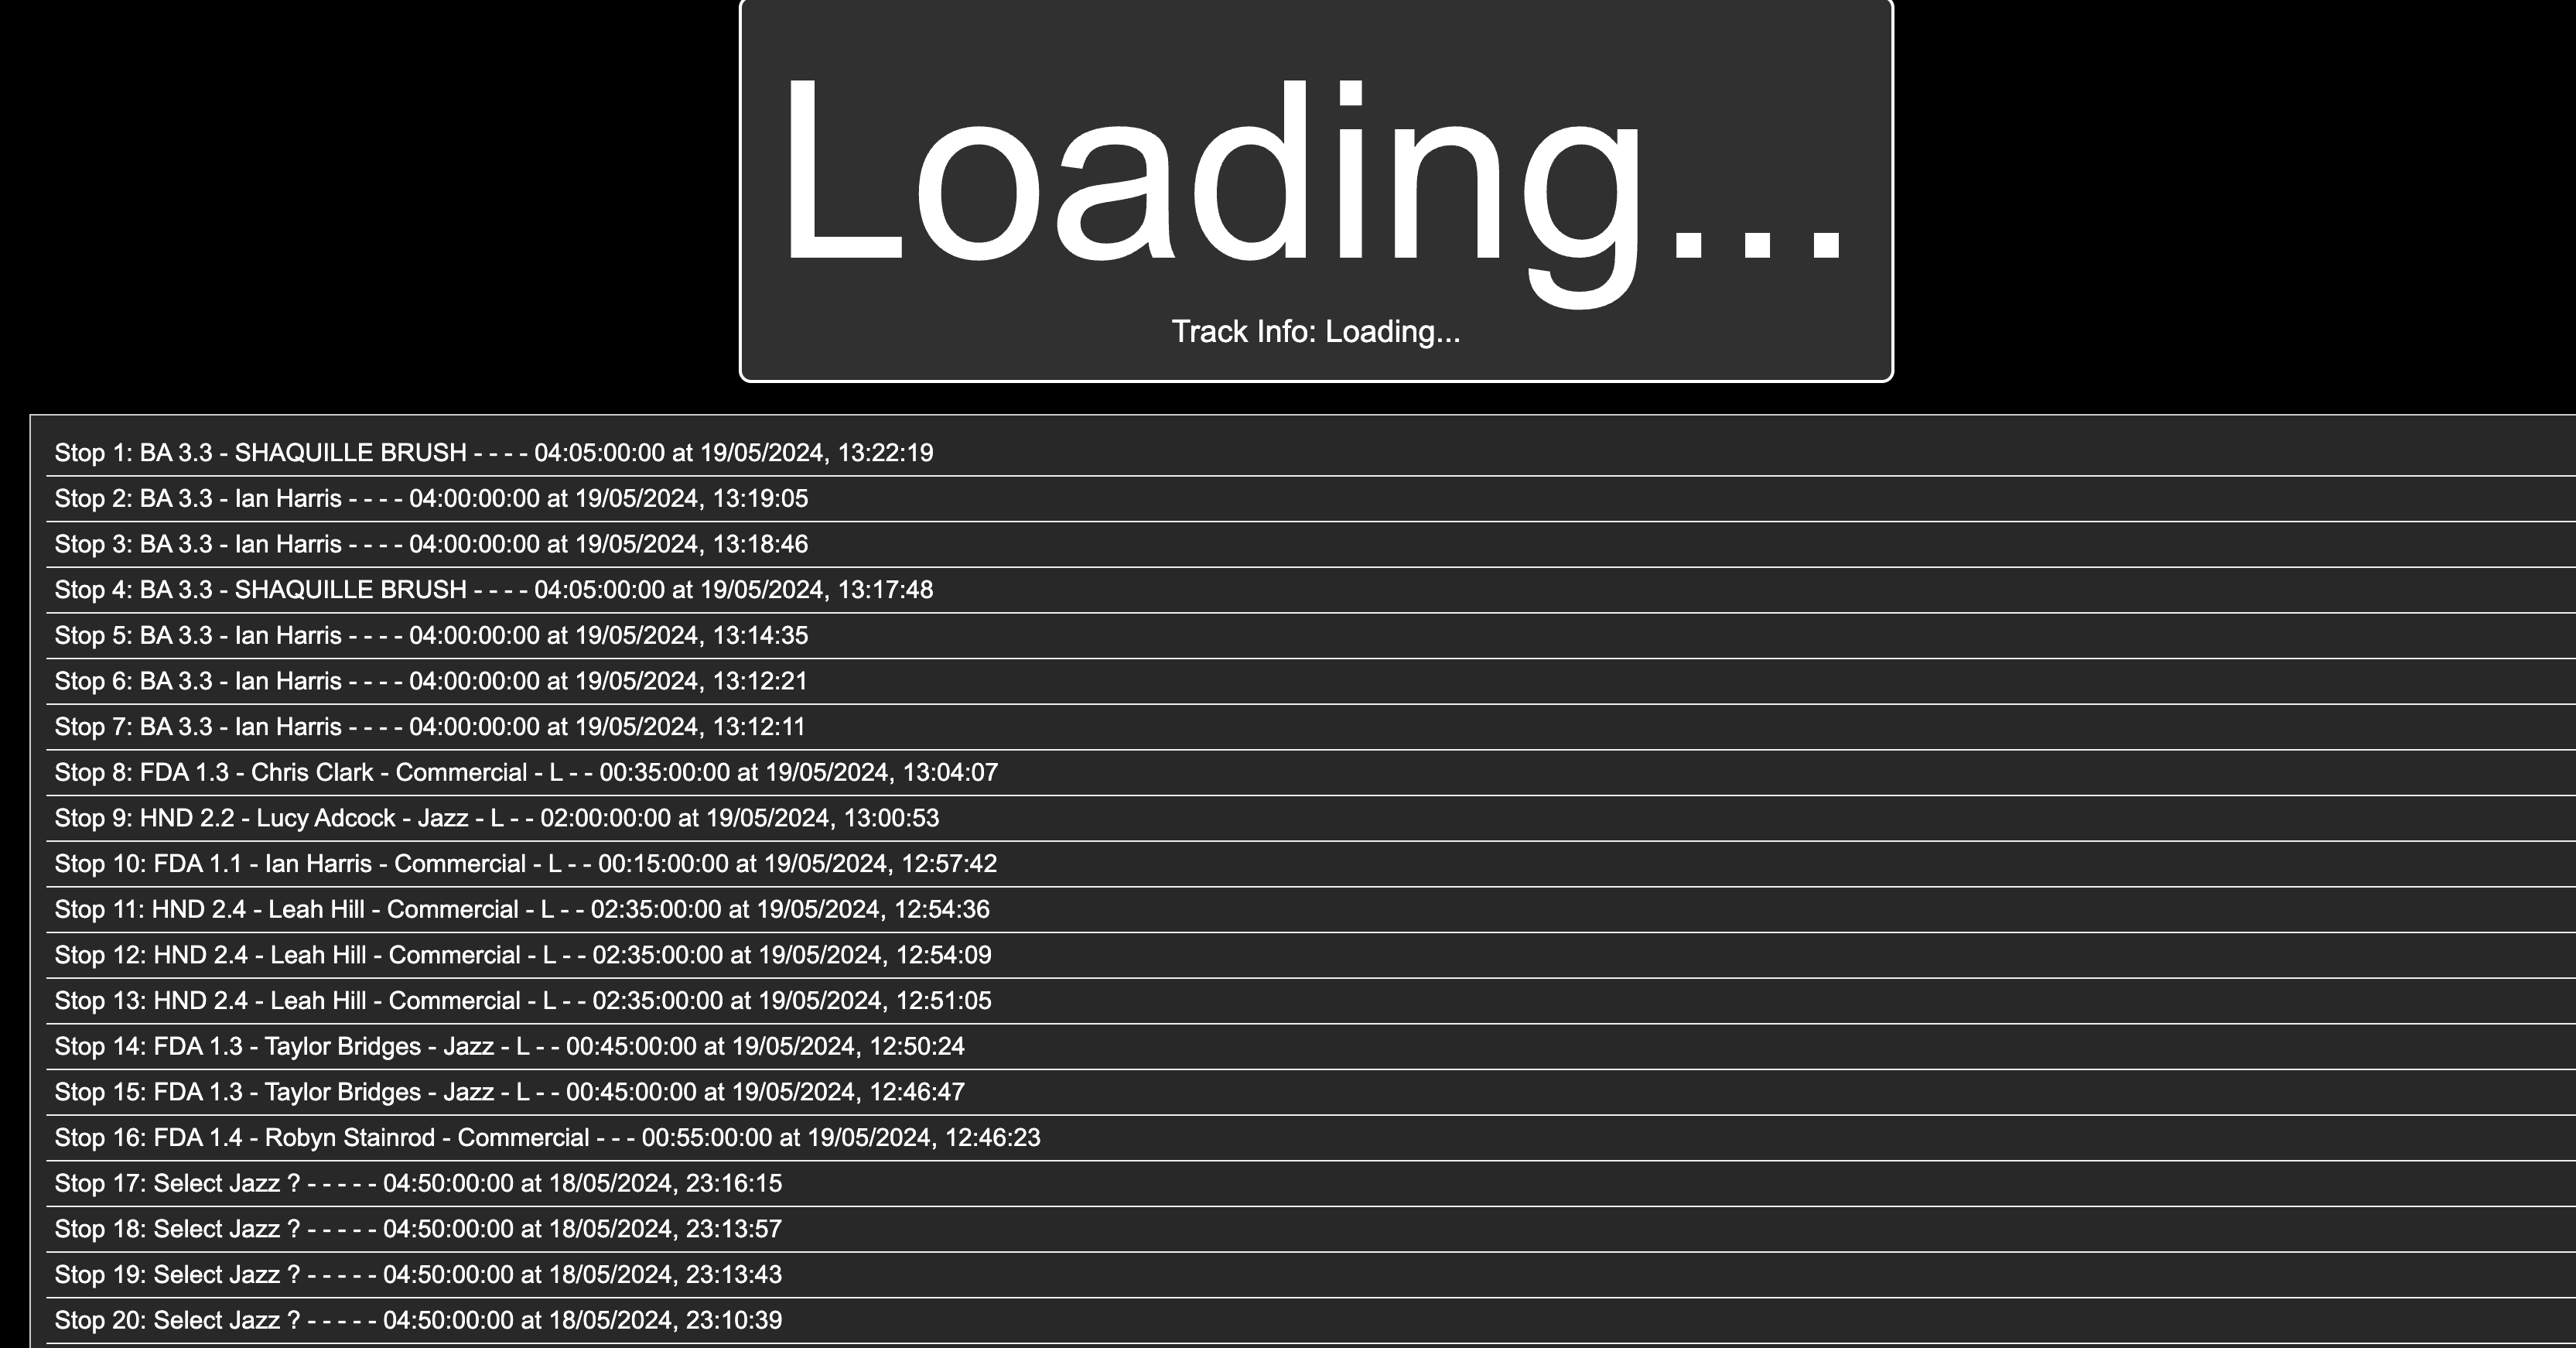 Loading...
Track Info: Loading...
Stop 1: BA 3.3 - SHAQUILLE BRUSH - - - - 04:05:00:00 at 19/05/2024, 13:22:19
Stop 2: BA 3.3 - Ian Harris - - - - 04:00:00:00 at 19/05/2024, 13:19:05
Stop 3: BA 3.3 - Ian Harris - - - - 04:00:00:00 at 19/05/2024, 13:18:46
Stop 4: BA 3.3 - SHAQUILLE BRUSH - - - - 04:05:00:00 at 19/05/2024, 13:17:48
Stop 5: BA 3.3 - Ian Harris - - - - 04:00:00:00 at 19/05/2024, 13:14:35
Stop 6: BA 3.3 - Ian Harris - - - - 04:00:00:00 at 19/05/2024, 13:12:21
Stop 7: BA 3.3 - Ian Harris - - - - 04:00:00:00 at 19/05/2024, 13:12:11
Stop 8: FDA 1.3 - Chris Clark - Commercial - L - - 00:35:00:00 at 19/05/2024, 13:04:07
Stop 9: HND 2.2 - Lucy Adcock - Jazz - L - - 02:00:00:00 at 19/05/2024, 13:00:53
Stop 10: FDA 1.1 - Ian Harris - Commercial - L - - 00:15:00:00 at 19/05/2024, 12:57:42
Stop 11: HND 2.4 - Leah Hill - Commercial - L - - 02:35:00:00 at 19/05/2024, 12:54:36
Stop 12: HND 2.4 - Leah Hill - Commercial - L - - 02:35:00:00 at 19/05/2024, 12:54:09
Stop 13: HND 2.4 - Leah Hill - Commercial - L - - 02:35:00:00 at 19/05/2024, 12:51:05
Stop 14: FDA 1.3 - Taylor Bridges - Jazz - L - - 00:45:00:00 at 19/05/2024, 12:50:24
Stop 15: FDA 1.3 - Taylor Bridges - Jazz - L - - 00:45:00:00 at 19/05/2024, 12:46:47
Stop 16: FDA 1.4 - Robyn Stainrod - Commercial - - - 00:55:00:00 at 19/05/2024, 12:46:23
Stop 17: Select Jazz ? - - - - - 04:50:00:00 at 18/05/2024, 23:16:15
Stop 18: Select Jazz ? - - - - - 04:50:00:00 at 18/05/2024, 23:13:57
Stop 19: Select Jazz ? - - - - - 04:50:00:00 at 18/05/2024, 23:13:43
Stop 20: Select Jazz ? - - - - - 04:50:00:00 at 18/05/2024, 23:10:39